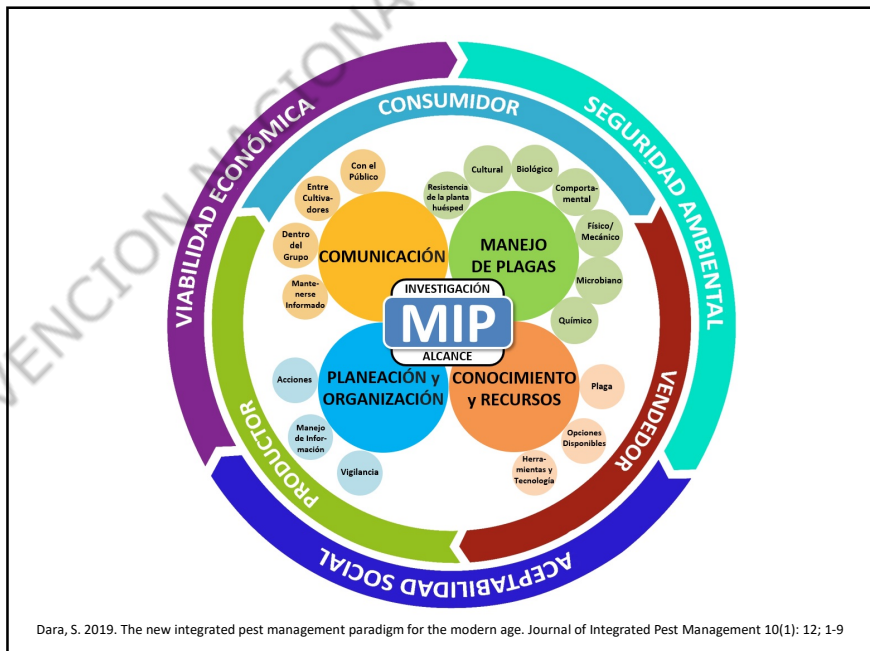 VENCION NACIONA
VIABILIDAD ECONÓMICA
SEGURIDAD AMBIENTAL
ACEPTABILIDAD SOCIAL
CONSUMIDOR
VENDEDOR
PRODUCTOR
Con el
Público
Entre
Cultiva-
dores
Dentro
del
Grupo
Mante-
nerse
Informado
COMUNICACIÓN
Resistencia
de la planta
huésped
Cultural
Biológico
Comporta-
mental
Físico/
Mecánico
Microbiano
Químico
MANEJO
DE PLAGAS
INVESTIGACIÓN
MIP
ALCANCE
Acciones
Manejo
de Infor-
mación
Vigilancia
PLANEACIÓN y
ORGANIZACIÓN
CONOCIMIENTO
y RECURSOS
Plaga
Opciones
Disponibles
Herra-
mientas y
Tecnología
Dara, S. 2019. The new integrated pest management paradigm for the modern age. Journal of Integrated Pest Management 10(1): 12; 1-9